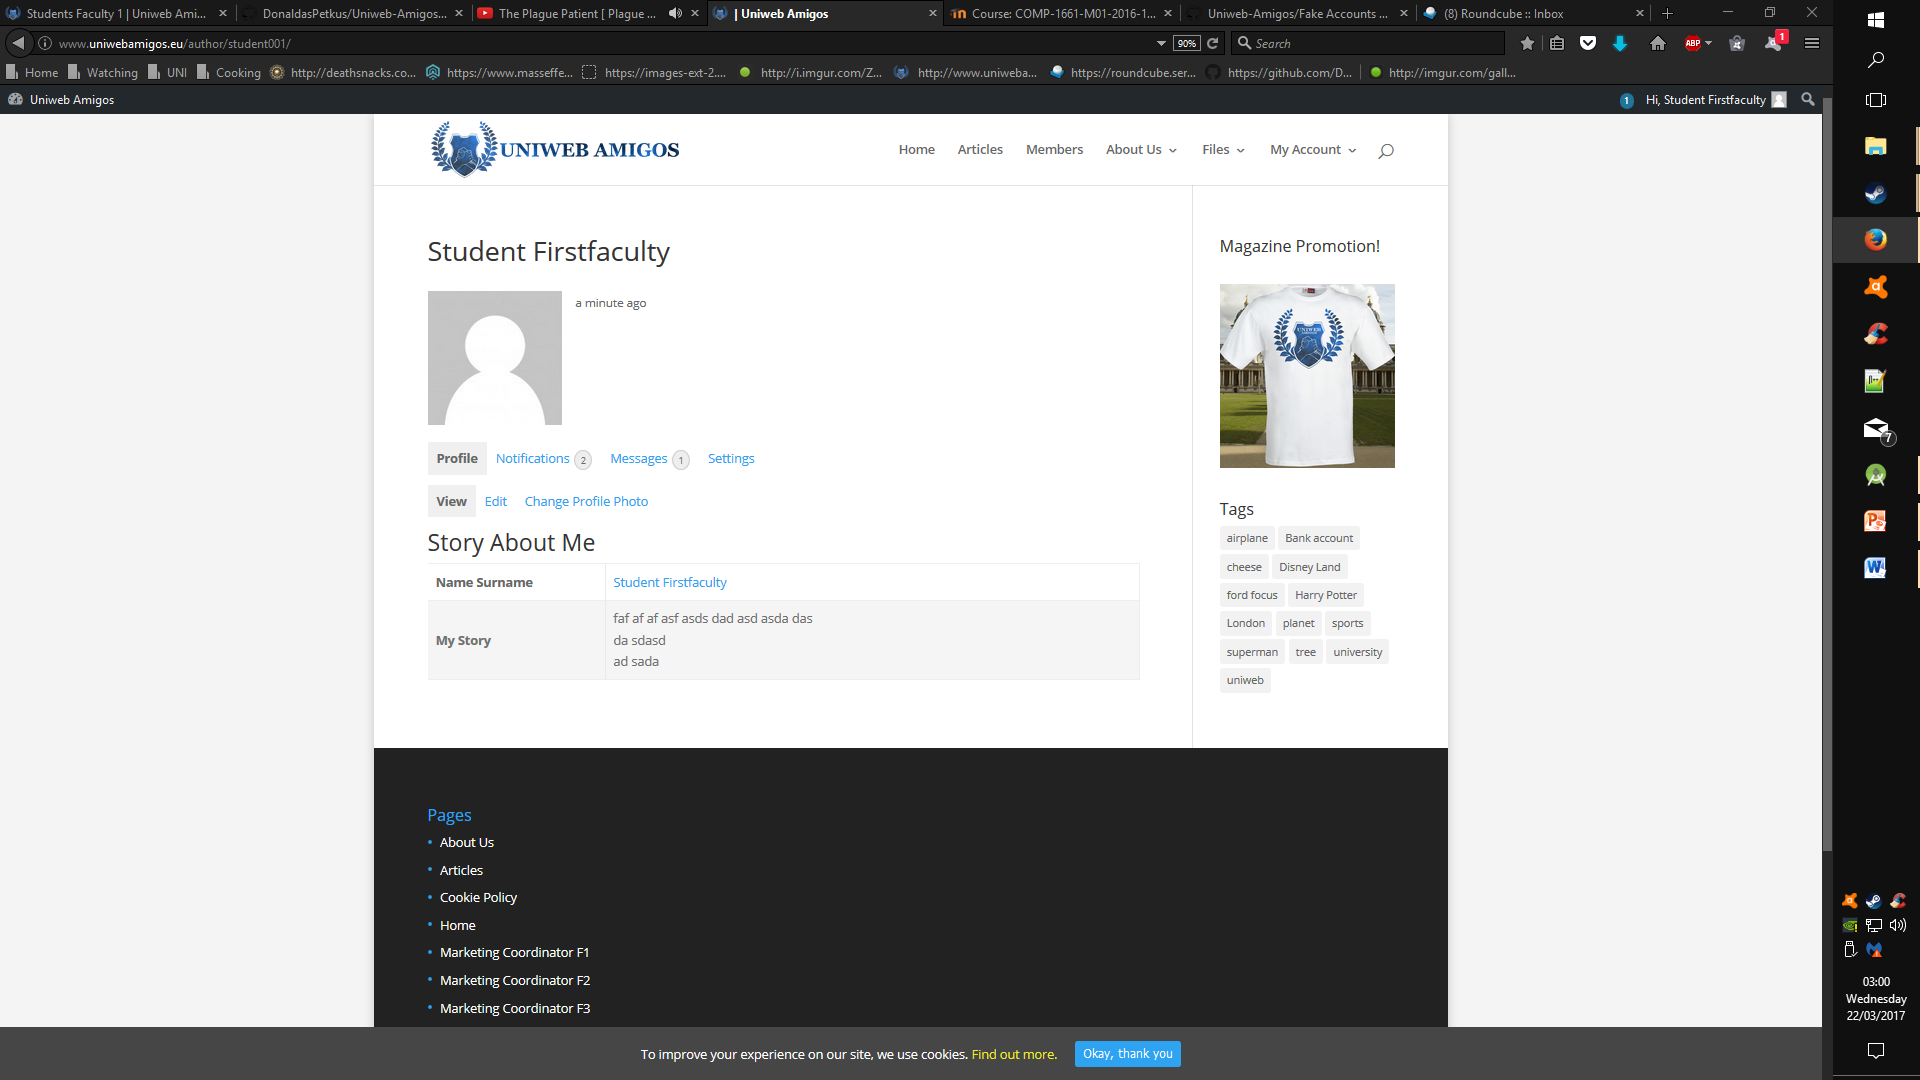 Students Faculty 1 | Uniweb Ami...
DonaldasPetkus/Uniweb-Amigos...
The Plague Patient [ Plague ...
| Uniweb Amigos
Course: COMP-1661-M01-2016-1...
Uniweb-Amigos/Fake Accounts ...
(8) Roundcube :: Inbox
www.uniwebamigos.eu/author/student001/
90%
Search
ABP
1
Home
Watching
UNI
Cooking
http://deathsnacks.co...
https://www.masseffe...
https://images-ext-2....
http://i.imgur.com/Z...
http://www.uniweba...
https://roundcube.ser...
https://github.com/D...
http://imgur.com/gall...
Uniweb Amigos
1
Hi, Student Firstfaculty
UNIWEB AMIGOS
Home
Articles
Members
About Us
Files
My Account
Student Firstfaculty
a minute ago
Profile
Notifications 2
Messages 1
Settings
View
Edit
Change Profile Photo
Story About Me
Name Surname
Student Firstfaculty
My Story
faf af af asf asds dad asd asda das
da sdasd
ad sada
Magazine Promotion!
UNIWEB
Tags
airplane
Bank account
cheese
Disney Land
ford focus
Harry Potter
London
planet
sports
superman
tree
university
uniweb
Pages
About Us
Articles
Cookie Policy
Home
Marketing Coordinator F1
Marketing Coordinator F2
Marketing Coordinator F3
To improve your experience on our site, we use cookies. Find out more.
Okay, thank you
7
03:00
Wednesday
22/03/2017